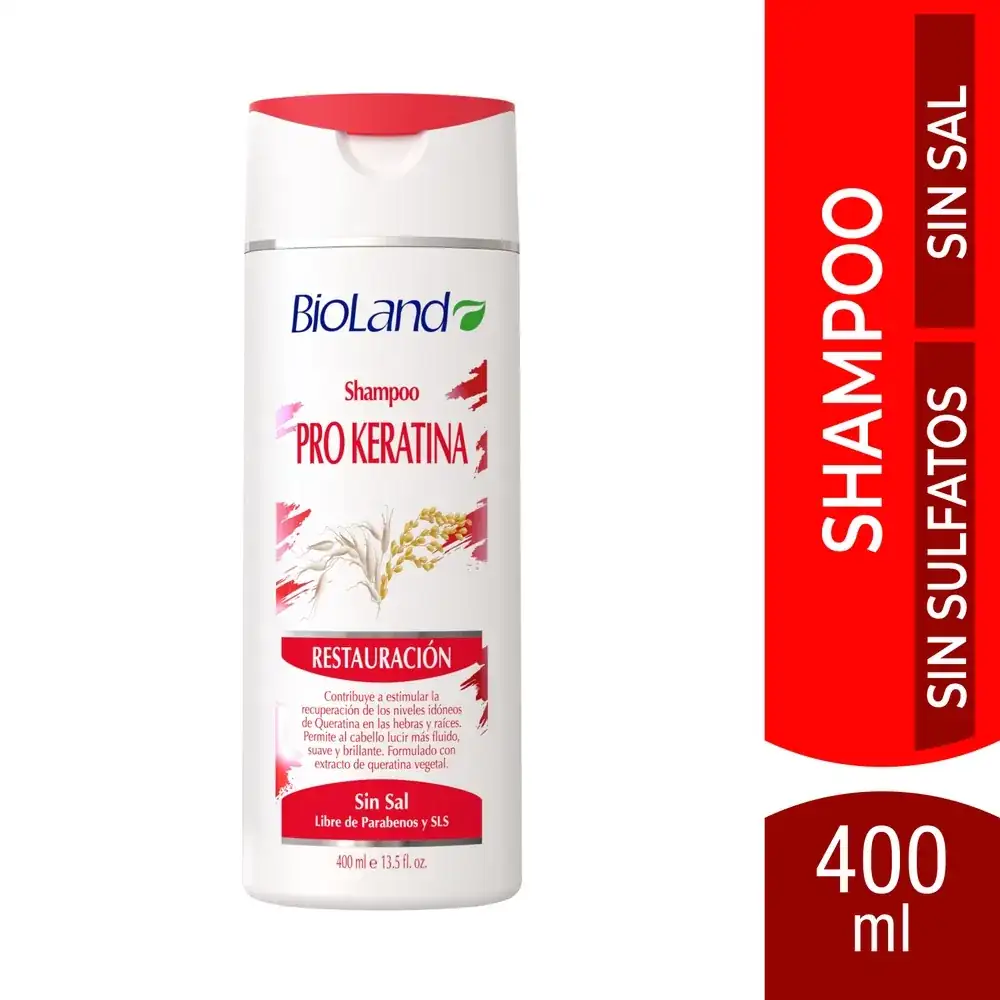 BioLand
Shampoo
PRO KERATINA
RESTAURACIÓN
Contribuye a estimular la
recuperación de los niveles idóneos
de Queratina en las hebras y raíces.
Permite al cabello lucir más fluido,
suave y brillante. Formulado con
extracto de queratina vegetal.
Sin Sal
Libre de Parabenos y SLS
400 ml e 13.5 fl. oz.
SHAMPOO
SIN SULFATOS
SIN SAL
400
ml